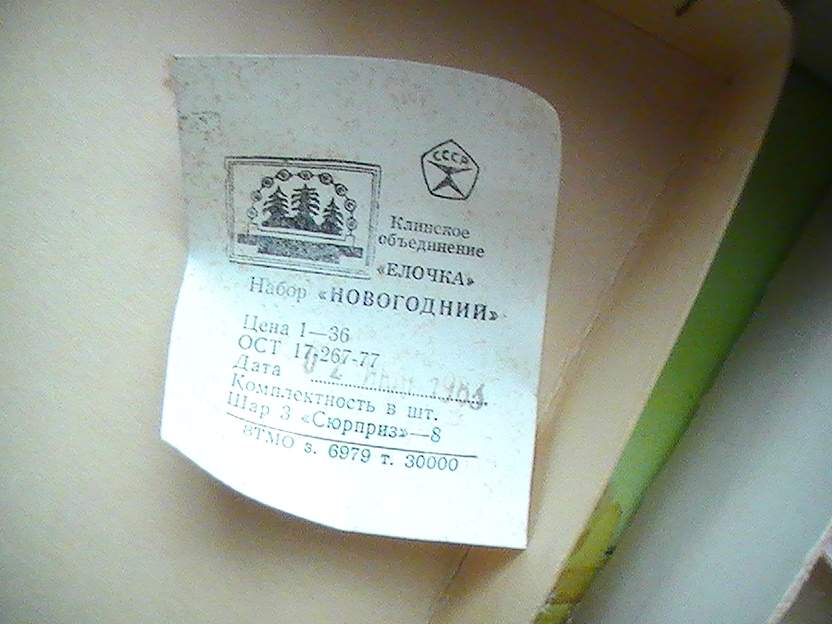 СССР
Клинское
объединение
«ЕЛОЧКА»
Набор «НОВОГОДНИЙ»
Цена 1—36
ОСТ 17-267-77
Дата
Комплектность в шт.
Шар 3 «Сюрприз»—8
ЗТМО з. 6979 т. 30000